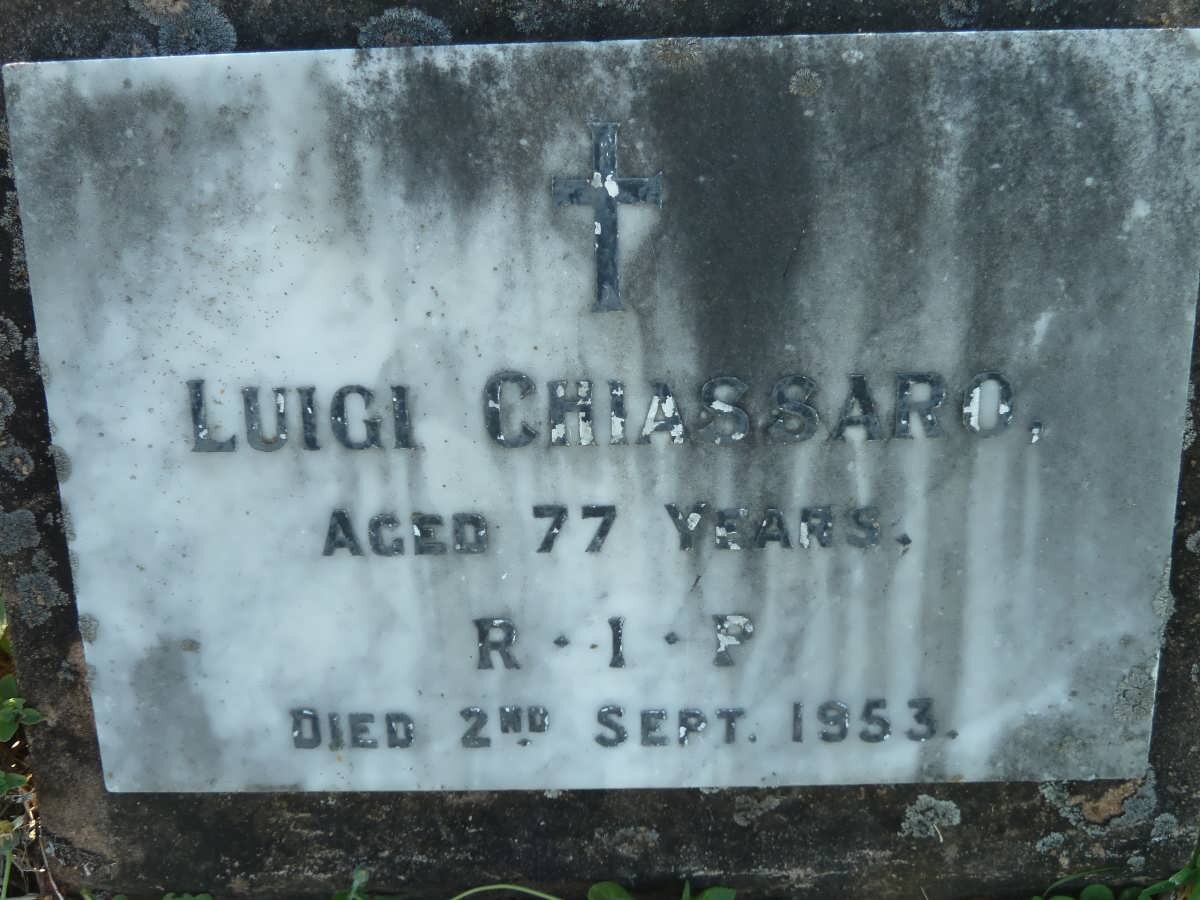 LUIGI CHIASSARO,
AGED 77 YEARS.
R · I · P
DIED 2ND SEPT. 1953.